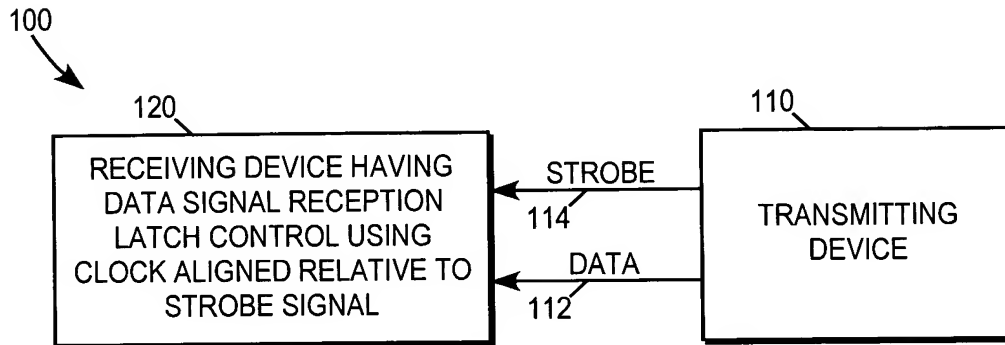 100
120
110
RECEIVING DEVICE HAVING
DATA SIGNAL RECEPTION
LATCH CONTROL USING
CLOCK ALIGNED RELATIVE TO
STROBE SIGNAL
STROBE
114
DATA
112
TRANSMITTING
DEVICE